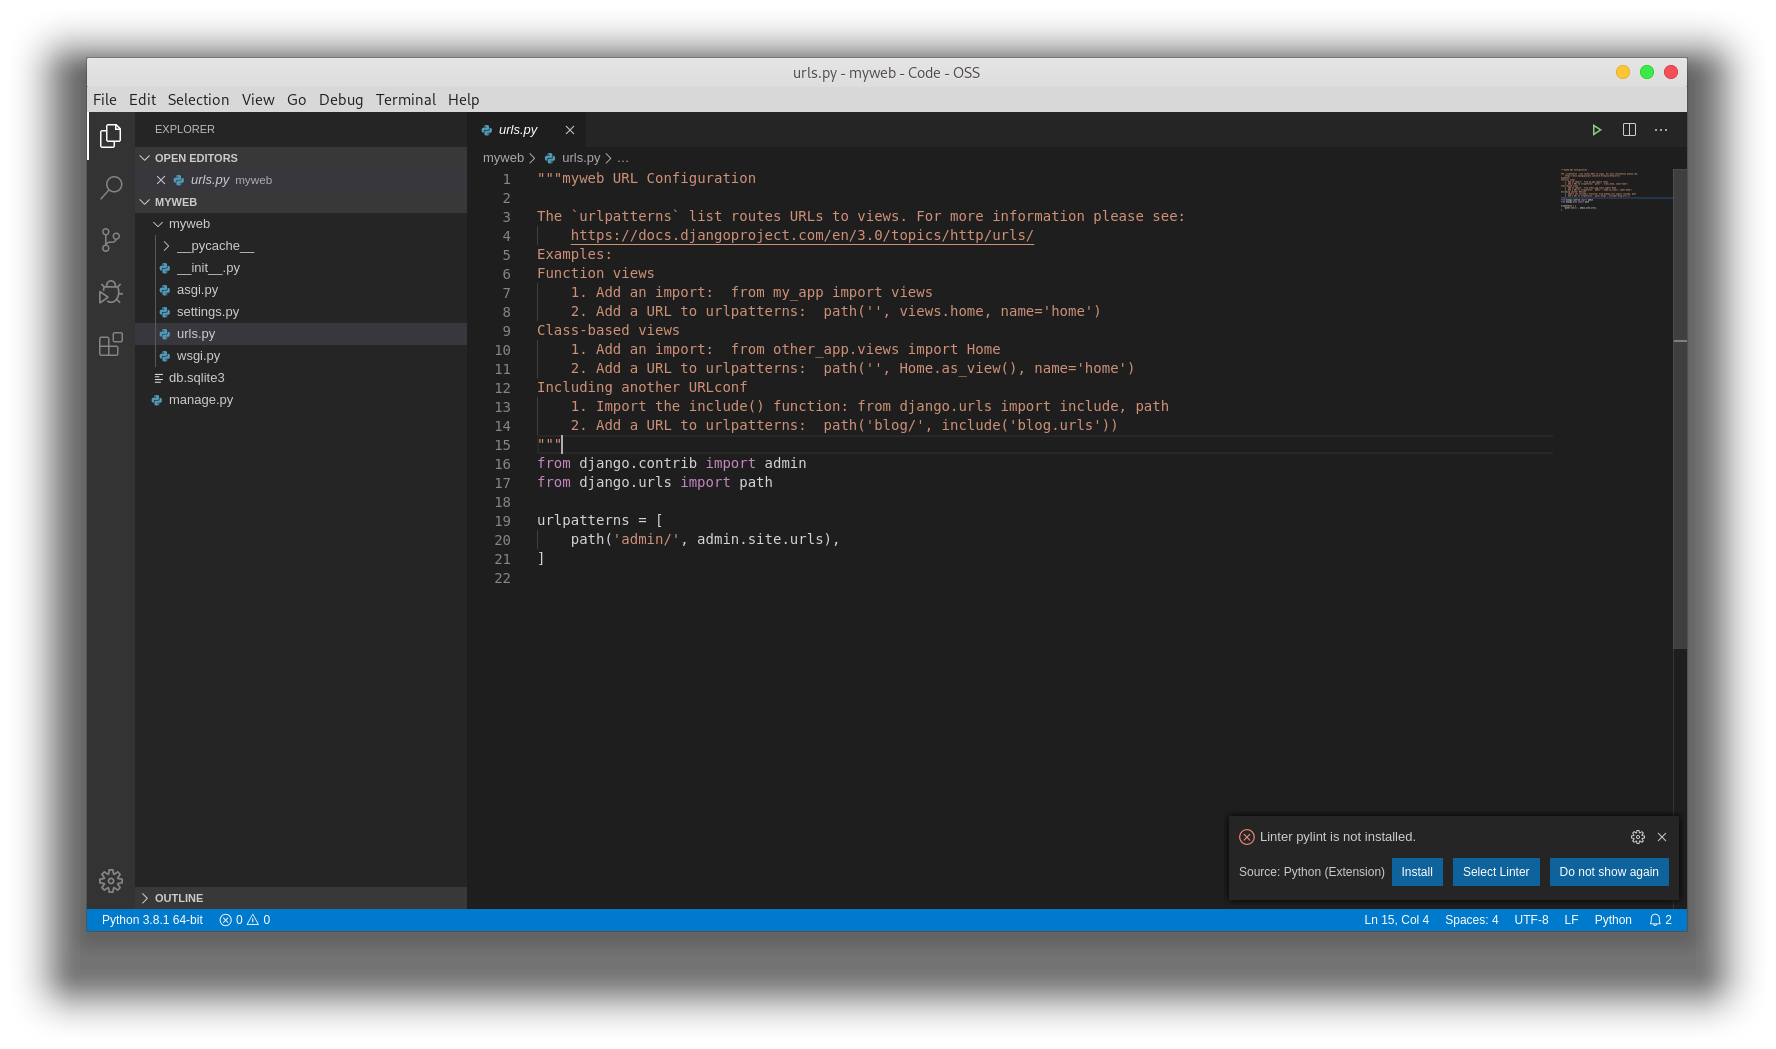 urls.py - myweb - Code - OSS
File Edit Selection View Go Debug Terminal Help
EXPLORER
OPEN EDITORS
urls.py myweb
MYWEB
myweb
__pycache__
__init__.py
asgi.py
settings.py
urls.py
wsgi.py
db.sqlite3
manage.py
OUTLINE
urls.py
myweb > urls.py > ...
1 """myweb URL Configuration
2
3 The `urlpatterns` list routes URLs to views. For more information please see:
4     https://docs.djangoproject.com/en/3.0/topics/http/urls/
5 Examples:
6 Function views
7     1. Add an import:  from my_app import views
8     2. Add a URL to urlpatterns:  path('', views.home, name='home')
9 Class-based views
10     1. Add an import:  from other_app.views import Home
11     2. Add a URL to urlpatterns:  path('', Home.as_view(), name='home')
12 Including another URLconf
13     1. Import the include() function: from django.urls import include, path
14     2. Add a URL to urlpatterns:  path('blog/', include('blog.urls'))
15 """
16 from django.contrib import admin
17 from django.urls import path
18
19 urlpatterns = [
20     path('admin/', admin.site.urls),
21 ]
22
Linter pylint is not installed.
Source: Python (Extension) Install Select Linter Do not show again
Python 3.8.1 64-bit 0 0 Ln 15, Col 4 Spaces: 4 UTF-8 LF Python 2